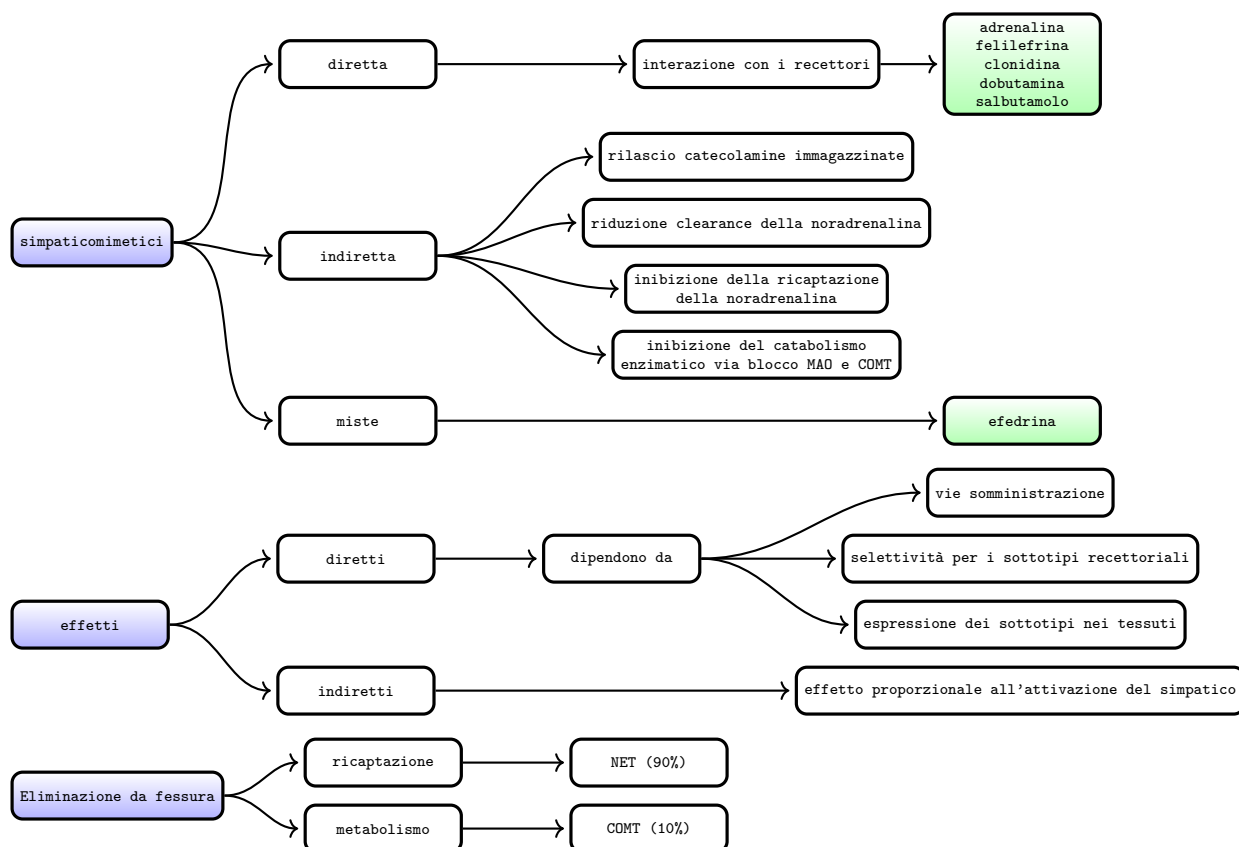 simpaticomimetici
diretta
interazione con i recettori
adrenalina
felilefrina
clonidina
dobutamina
salbutamolo
indiretta
rilascio catecolamine immagazzinate
riduzione clearance della noradrenalina
inibizione della ricaptazione
della noradrenalina
inibizione del catabolismo
enzimatico via blocco MAO e COMT
miste
efedrina
effetti
diretti
dipendono da
vie somministrazione
selettività per i sottotipi recettoriali
espressione dei sottotipi nei tessuti
indiretti
effetto proporzionale all'attivazione del simpatico
Eliminazione da fessura
ricaptazione
NET (90%)
metabolismo
COMT (10%)